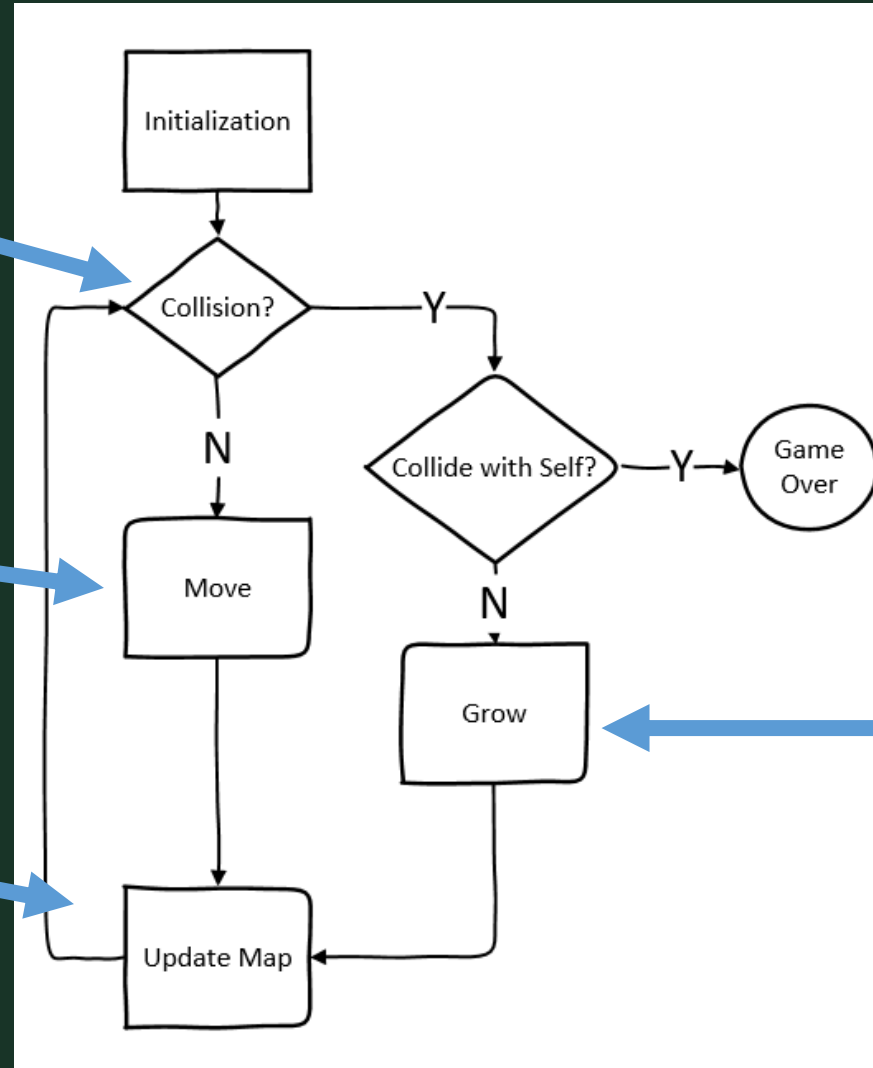 Initialization
Collision?
Y
N
Collide with Self?
Y
Game
Over
Move
N
Grow
Update Map